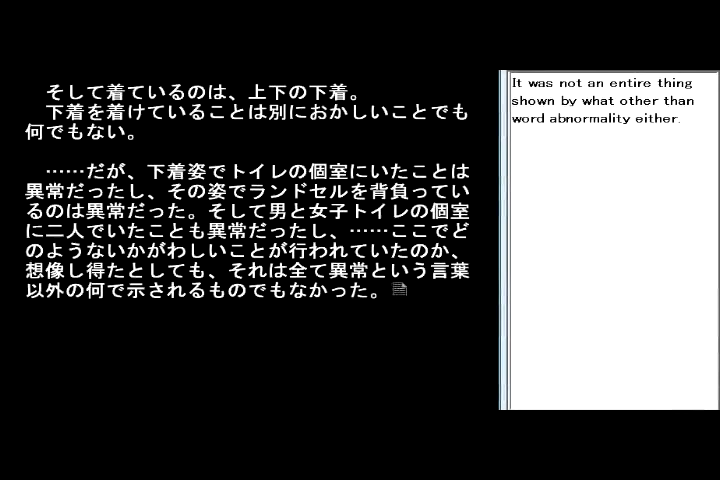 そして着ているのは、上下の下着。
下着を着けていることは別におかしいことでも
何でもない。
……だが、下着姿でトイレの個室にいたことは
異常だったし、その姿でランドセルを背負ってい
るのは異常だった。そして男と女子トイレの個室
に二人でいたことも異常だったし、……ここでど
のようないかがわしいことが行われていたのか、
想像し得たとしても、それは全て異常という言葉
以外の何で示されるものでもなかった。
It was not an entire thing
shown by what other than
word abnormality either.